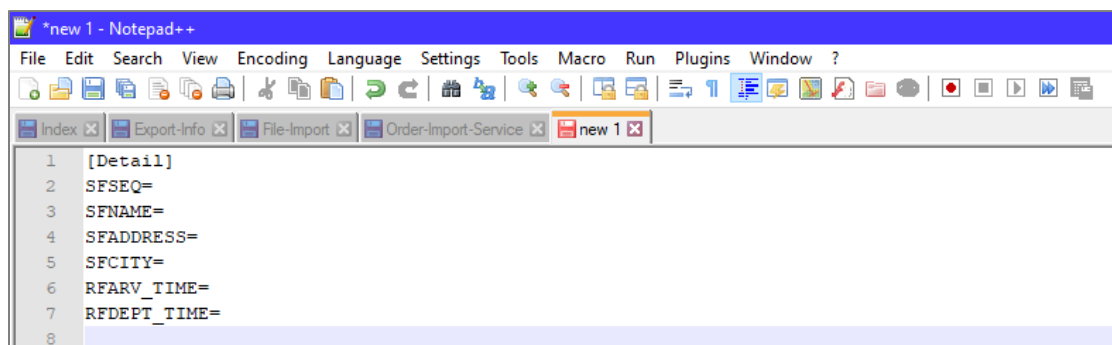 *new 1 - Notepad++
File Edit Search View Encoding Language Settings Tools Macro Run Plugins Window ?
Index Export-Info File-Import Order-Import-Service new 1
1 [Detail]
2 SFSEQ=
3 SFNAME=
4 SFADDRESS=
5 SFCITY=
6 RFARV_TIME=
7 RFDEPT_TIME=
8